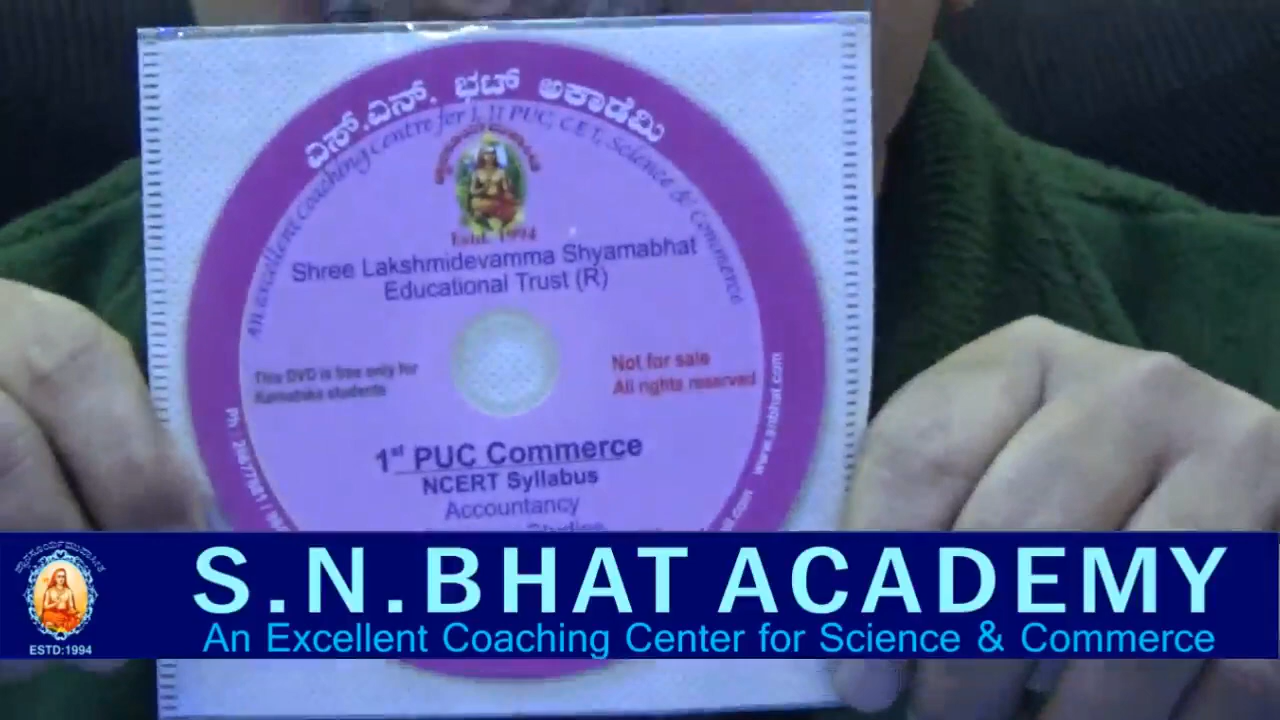 ಎಸ್.ಎನ್. ಭಟ್ ಅಕಾಡೆಮಿ
An excellent Coaching Centre for I, II PUC, CET, Science & Commerce
Estd. 1994
Shree Lakshmidevamma Shyamabhat
Educational Trust (R)
This DVD is free only for
Karnataka students
Not for sale
All rights reserved
1st PUC Commerce
NCERT Syllabus
Accountancy
www.snbhat.com
S.N.BHAT ACADEMY
An Excellent Coaching Center for Science & Commerce
ESTD:1994